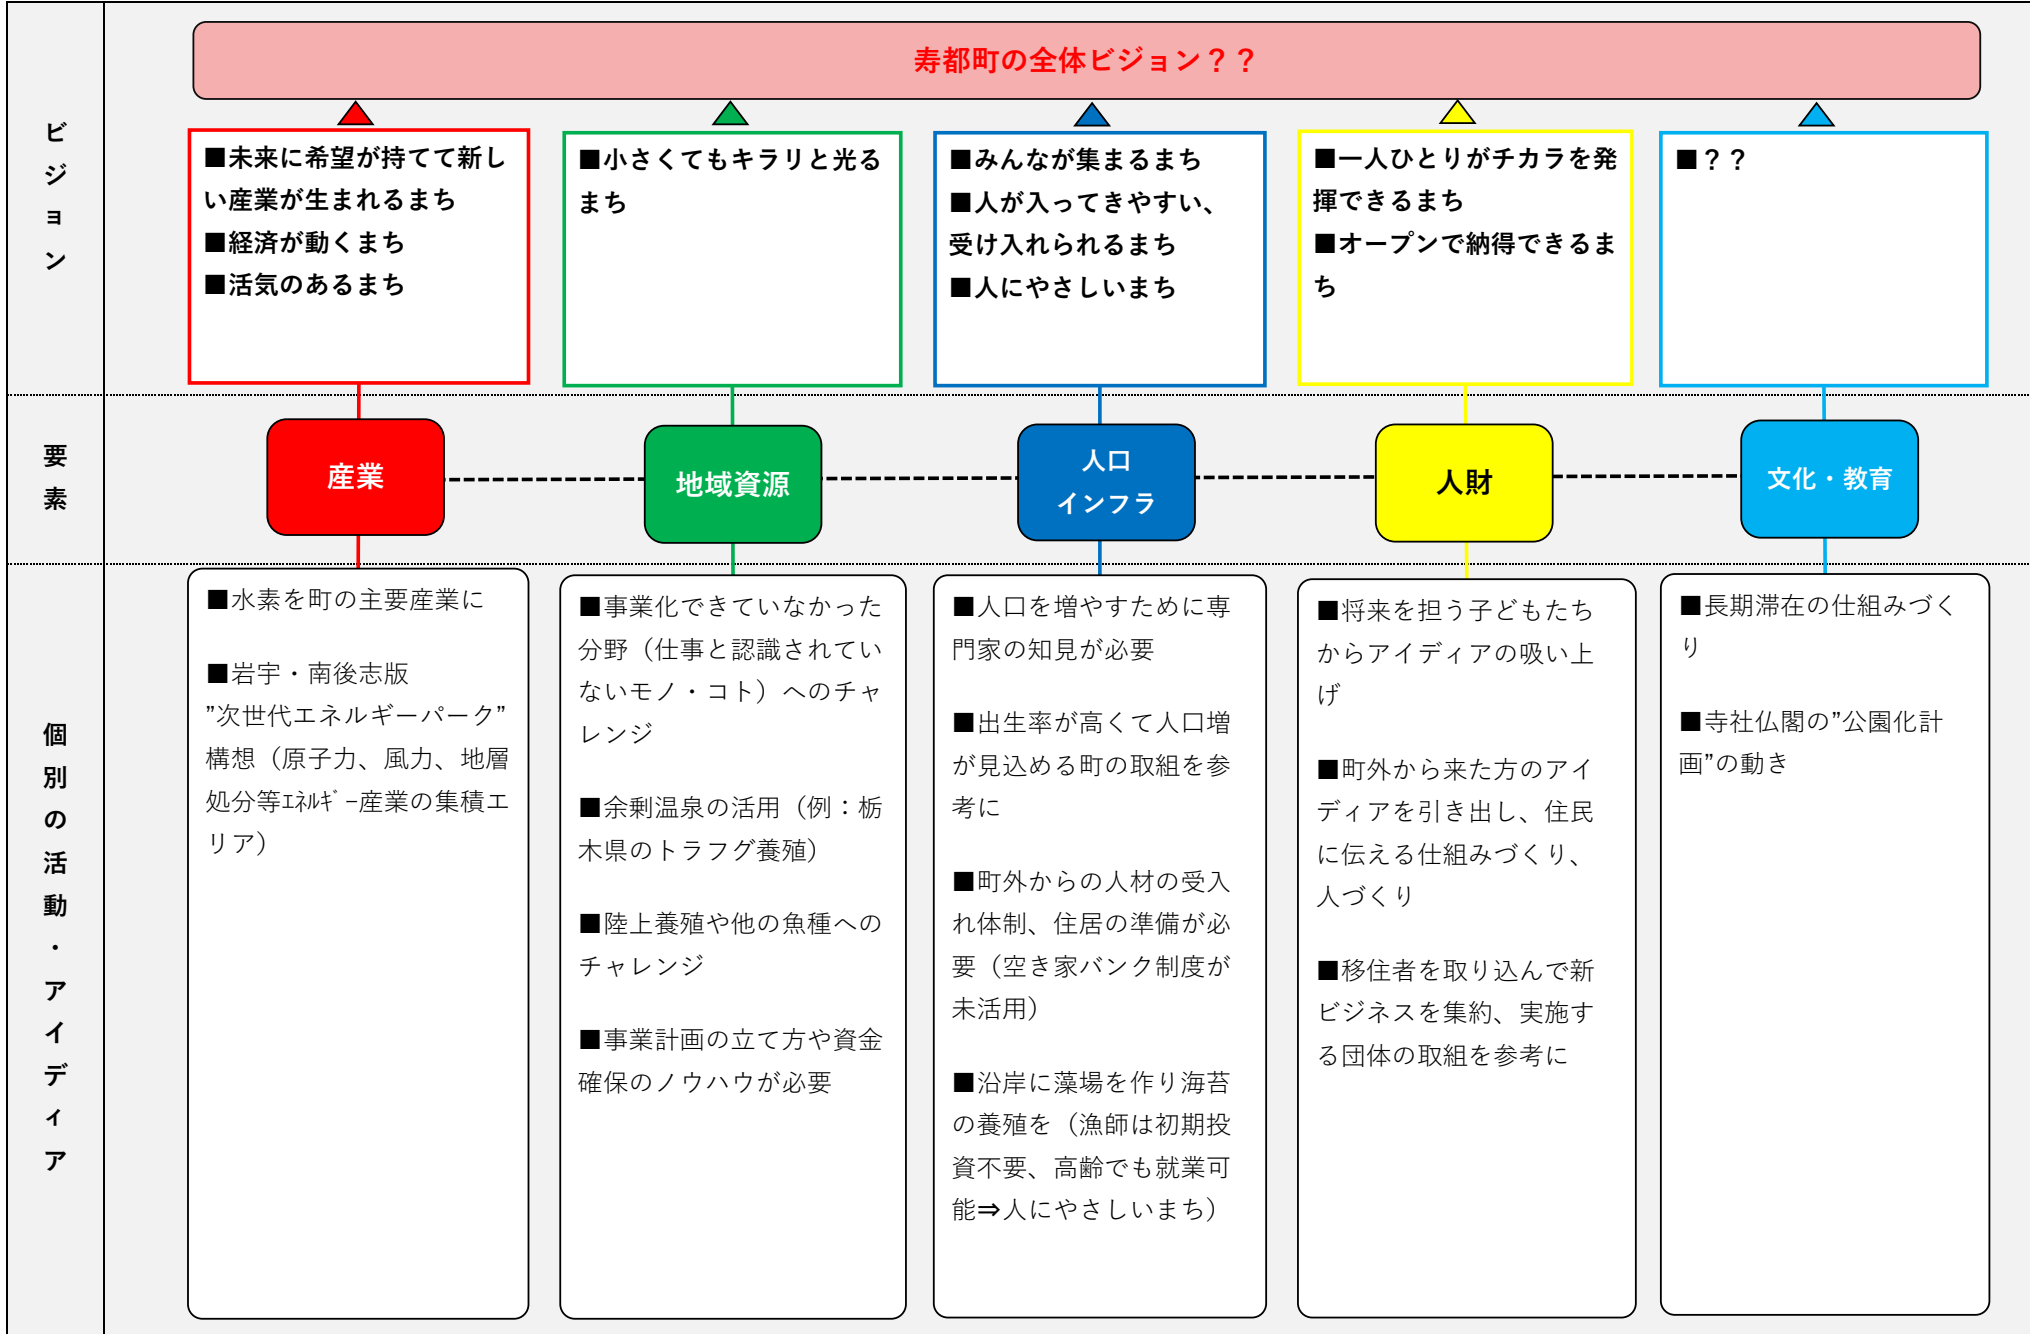 寿都町の全体ビジョン？？
ビジョン
■未来に希望が持てて新し
い産業が生まれるまち
■経済が動くまち
■活気のあるまち
■小さくてもキラリと光る
まち
■みんなが集まるまち
■人が入ってきやすい、
受け入れられるまち
■人にやさしいまち
■一人ひとりがチカラを発
揮できるまち
■オープンで納得できるま
ち
■？？
要素
産業
地域資源
人口
インフラ
人財
文化・教育
個別の活動・アイディア
■水素を町の主要産業に
■岩宇・南後志版
”次世代エネルギーパーク”
構想（原子力、風力、地層
処分等ｴﾈﾙｷﾞｰ産業の集積エ
リア）
■事業化できていなかった
分野（仕事と認識されてい
ないモノ・コト）へのチャ
レンジ
■余剰温泉の活用（例：栃
木県のトラフグ養殖）
■陸上養殖や他の魚種への
チャレンジ
■事業計画の立て方や資金
確保のノウハウが必要
■人口を増やすために専
門家の知見が必要
■出生率が高くて人口増
が見込める町の取組を参
考に
■町外からの人材の受入
れ体制、住居の準備が必
要（空き家バンク制度が
未活用）
■沿岸に藻場を作り海苔
の養殖を（漁師は初期投
資不要、高齢でも就業可
能⇒人にやさしいまち）
■将来を担う子どもたち
からアイディアの吸い上
げ
■町外から来た方のアイ
ディアを引き出し、住民
に伝える仕組みづくり、
人づくり
■移住者を取り込んで新
ビジネスを集約、実施す
る団体の取組を参考に
■長期滞在の仕組みづく
り
■寺社仏閣の”公園化計
画”の動き